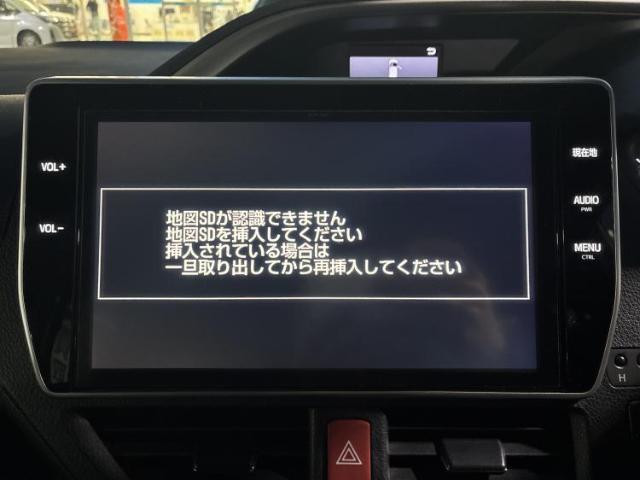 VOL+
VOL-
地図SDが認識できません
地図SDを挿入してください
挿入されている場合は
一旦取り出してから再挿入してください
現在地
AUDIO
PWR
MENU
CTRL
H